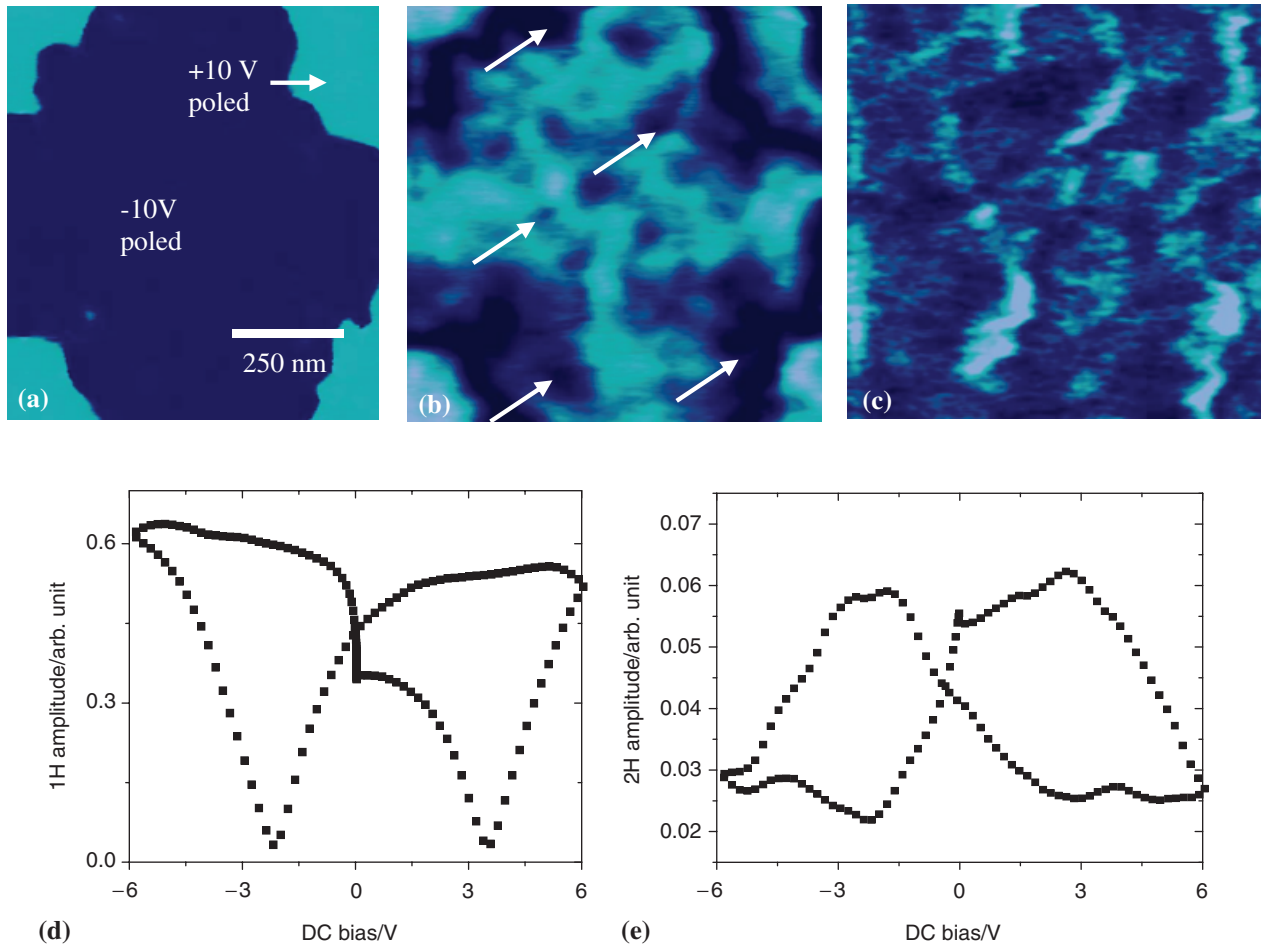 +10 V
poled
-10V
poled
250 nm
(a)
(b)
(c)
0.6
0.3
0.0
1H amplitude/arb. unit
−6
−3
0
3
6
DC bias/V
(d)
0.07
0.06
0.05
0.04
0.03
0.02
2H amplitude/arb. unit
−6
−3
0
3
6
DC bias/V
(e)